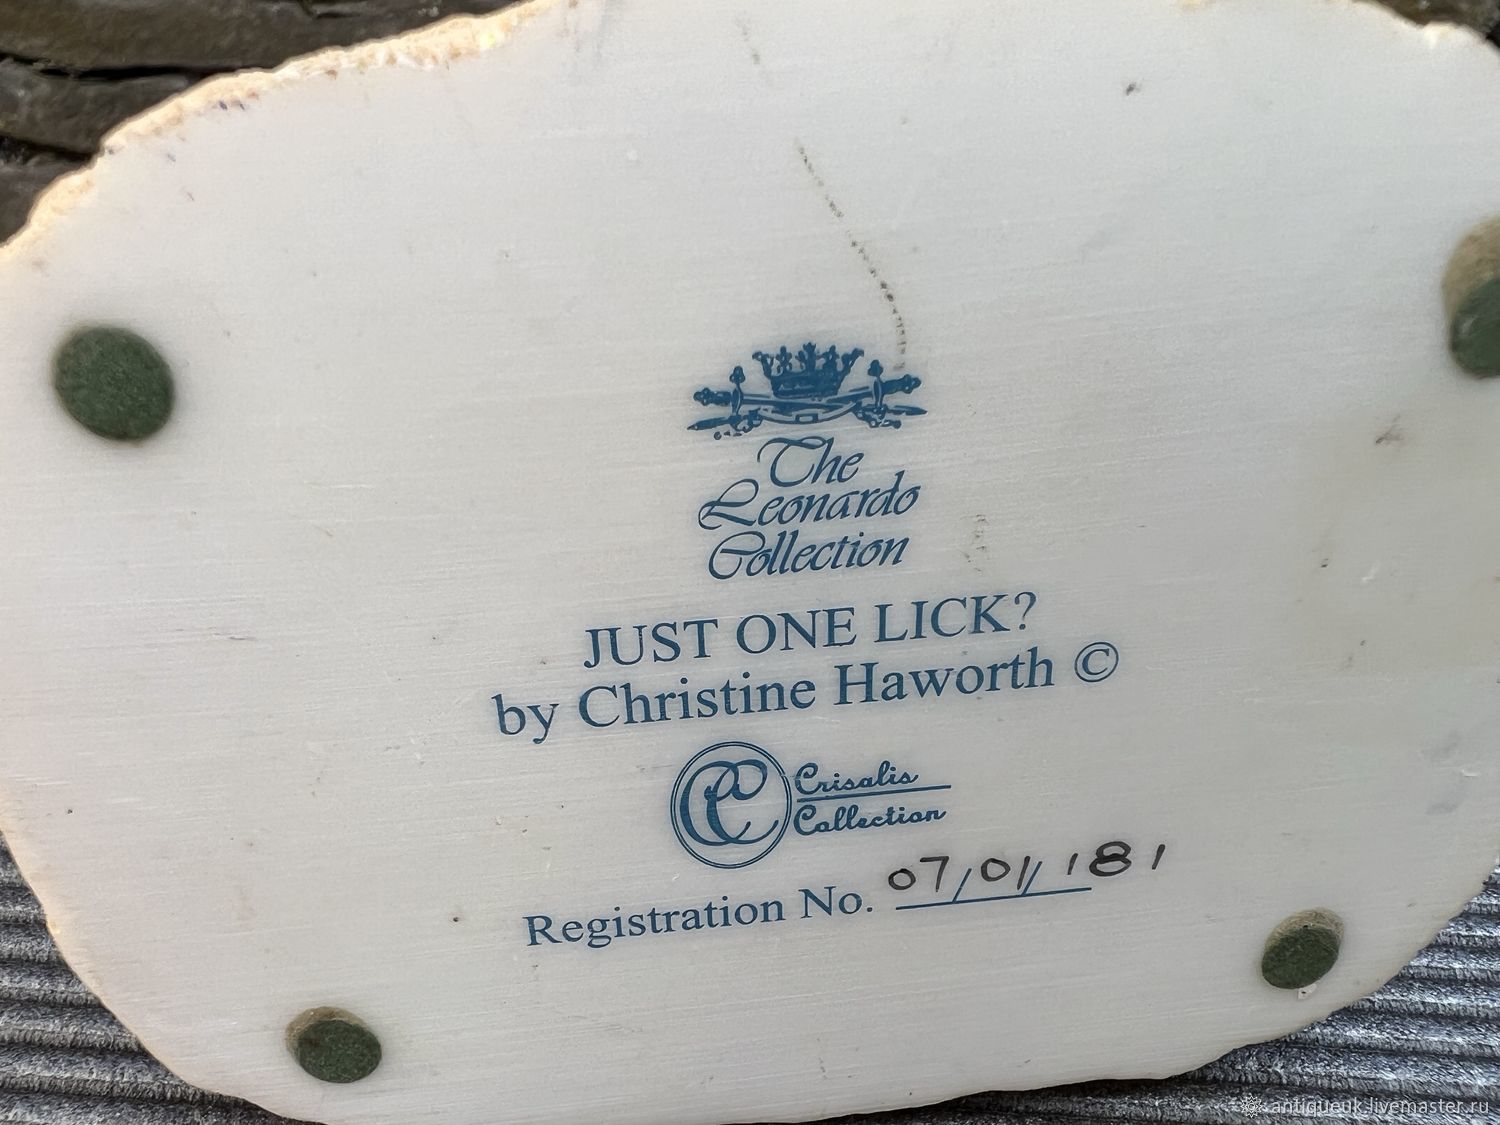 The
Leonardo
Collection
JUST ONE LICK?
by Christine Haworth ©
CC
Crisalis
Collection
Registration No. 07/01/181
antiqueuk.livemaster.ru